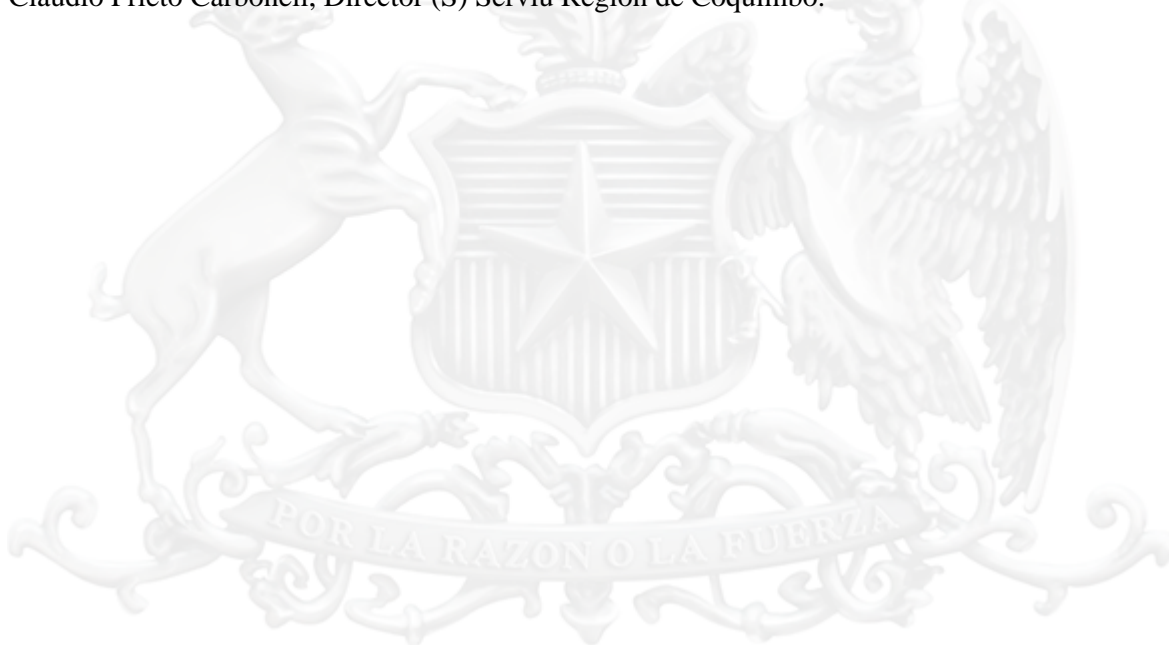 Claudio Prieto Carbonell, Director (S) Serviu Región de Coquimbo.
POR LA RAZON O LA FUERZA